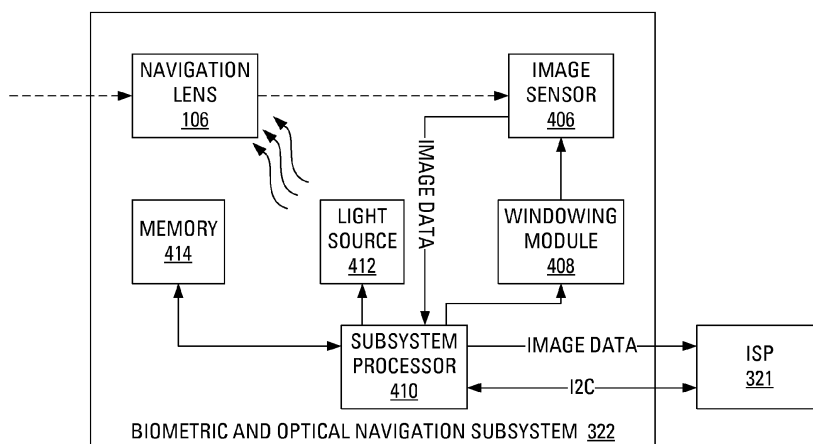 NAVIGATION
LENS
106
IMAGE
SENSOR
406
IMAGE DATA
MEMORY
414
LIGHT
SOURCE
412
WINDOWING
MODULE
408
SUBSYSTEM
PROCESSOR
410
IMAGE DATA
I2C
ISP
321
BIOMETRIC AND OPTICAL NAVIGATION SUBSYSTEM 322